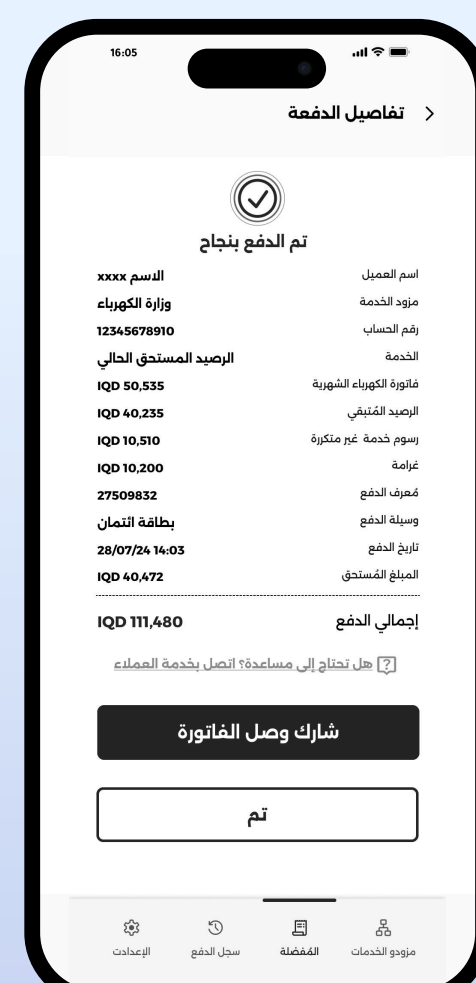 16:05
تفاصيل الدفعة
تم الدفع بنجاح
اسم العميل الاسم xxxx
مزود الخدمة وزارة الكهرباء
رقم الحساب 12345678910
الخدمة الرصيد المستحق الحالي
فاتورة الكهرباء الشهرية IQD 50,535
الرصيد المُتبقي IQD 40,235
رسوم خدمة غير متكررة IQD 10,510
غرامة IQD 10,200
مُعرف الدفع 27509832
وسيلة الدفع بطاقة ائتمان
تاريخ الدفع 28/07/24 14:03
المبلغ المُستحق IQD 40,472
إجمالي الدفع IQD 111,480
هل تحتاج إلى مساعدة؟ اتصل بخدمة العملاء
شارك وصل الفاتورة
تم
مزودو الخدمات المُفضلة سجل الدفع الإعدادت